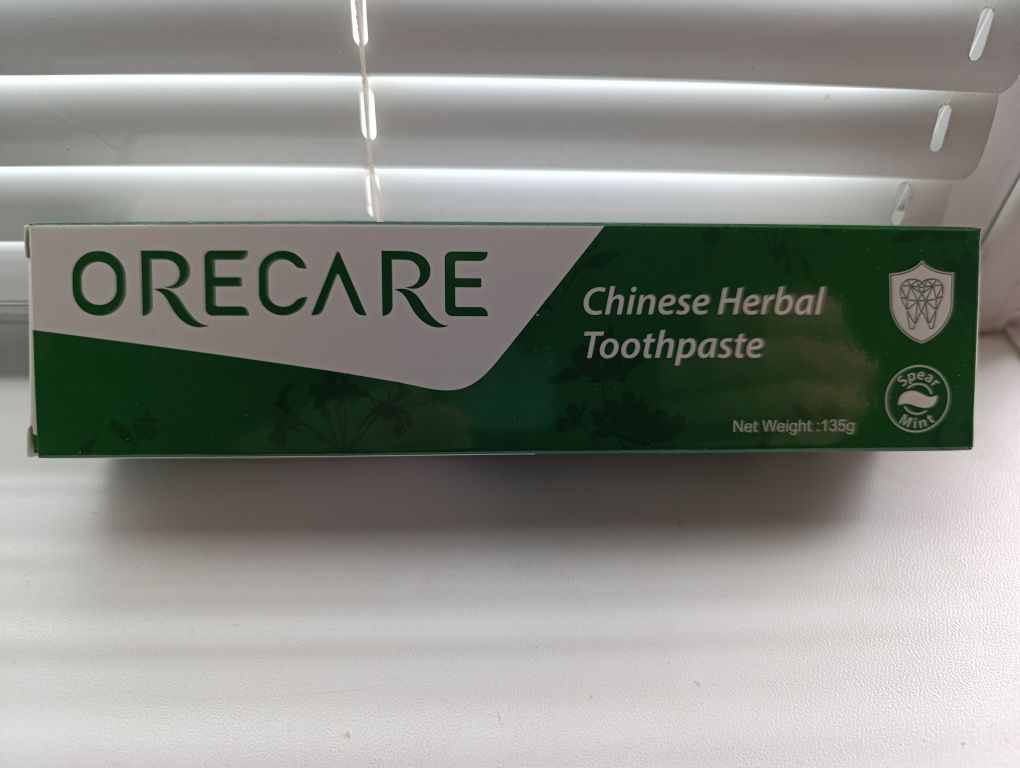 ORECARE
Chinese Herbal
Toothpaste
Net Weight :135g
Spear
Mint